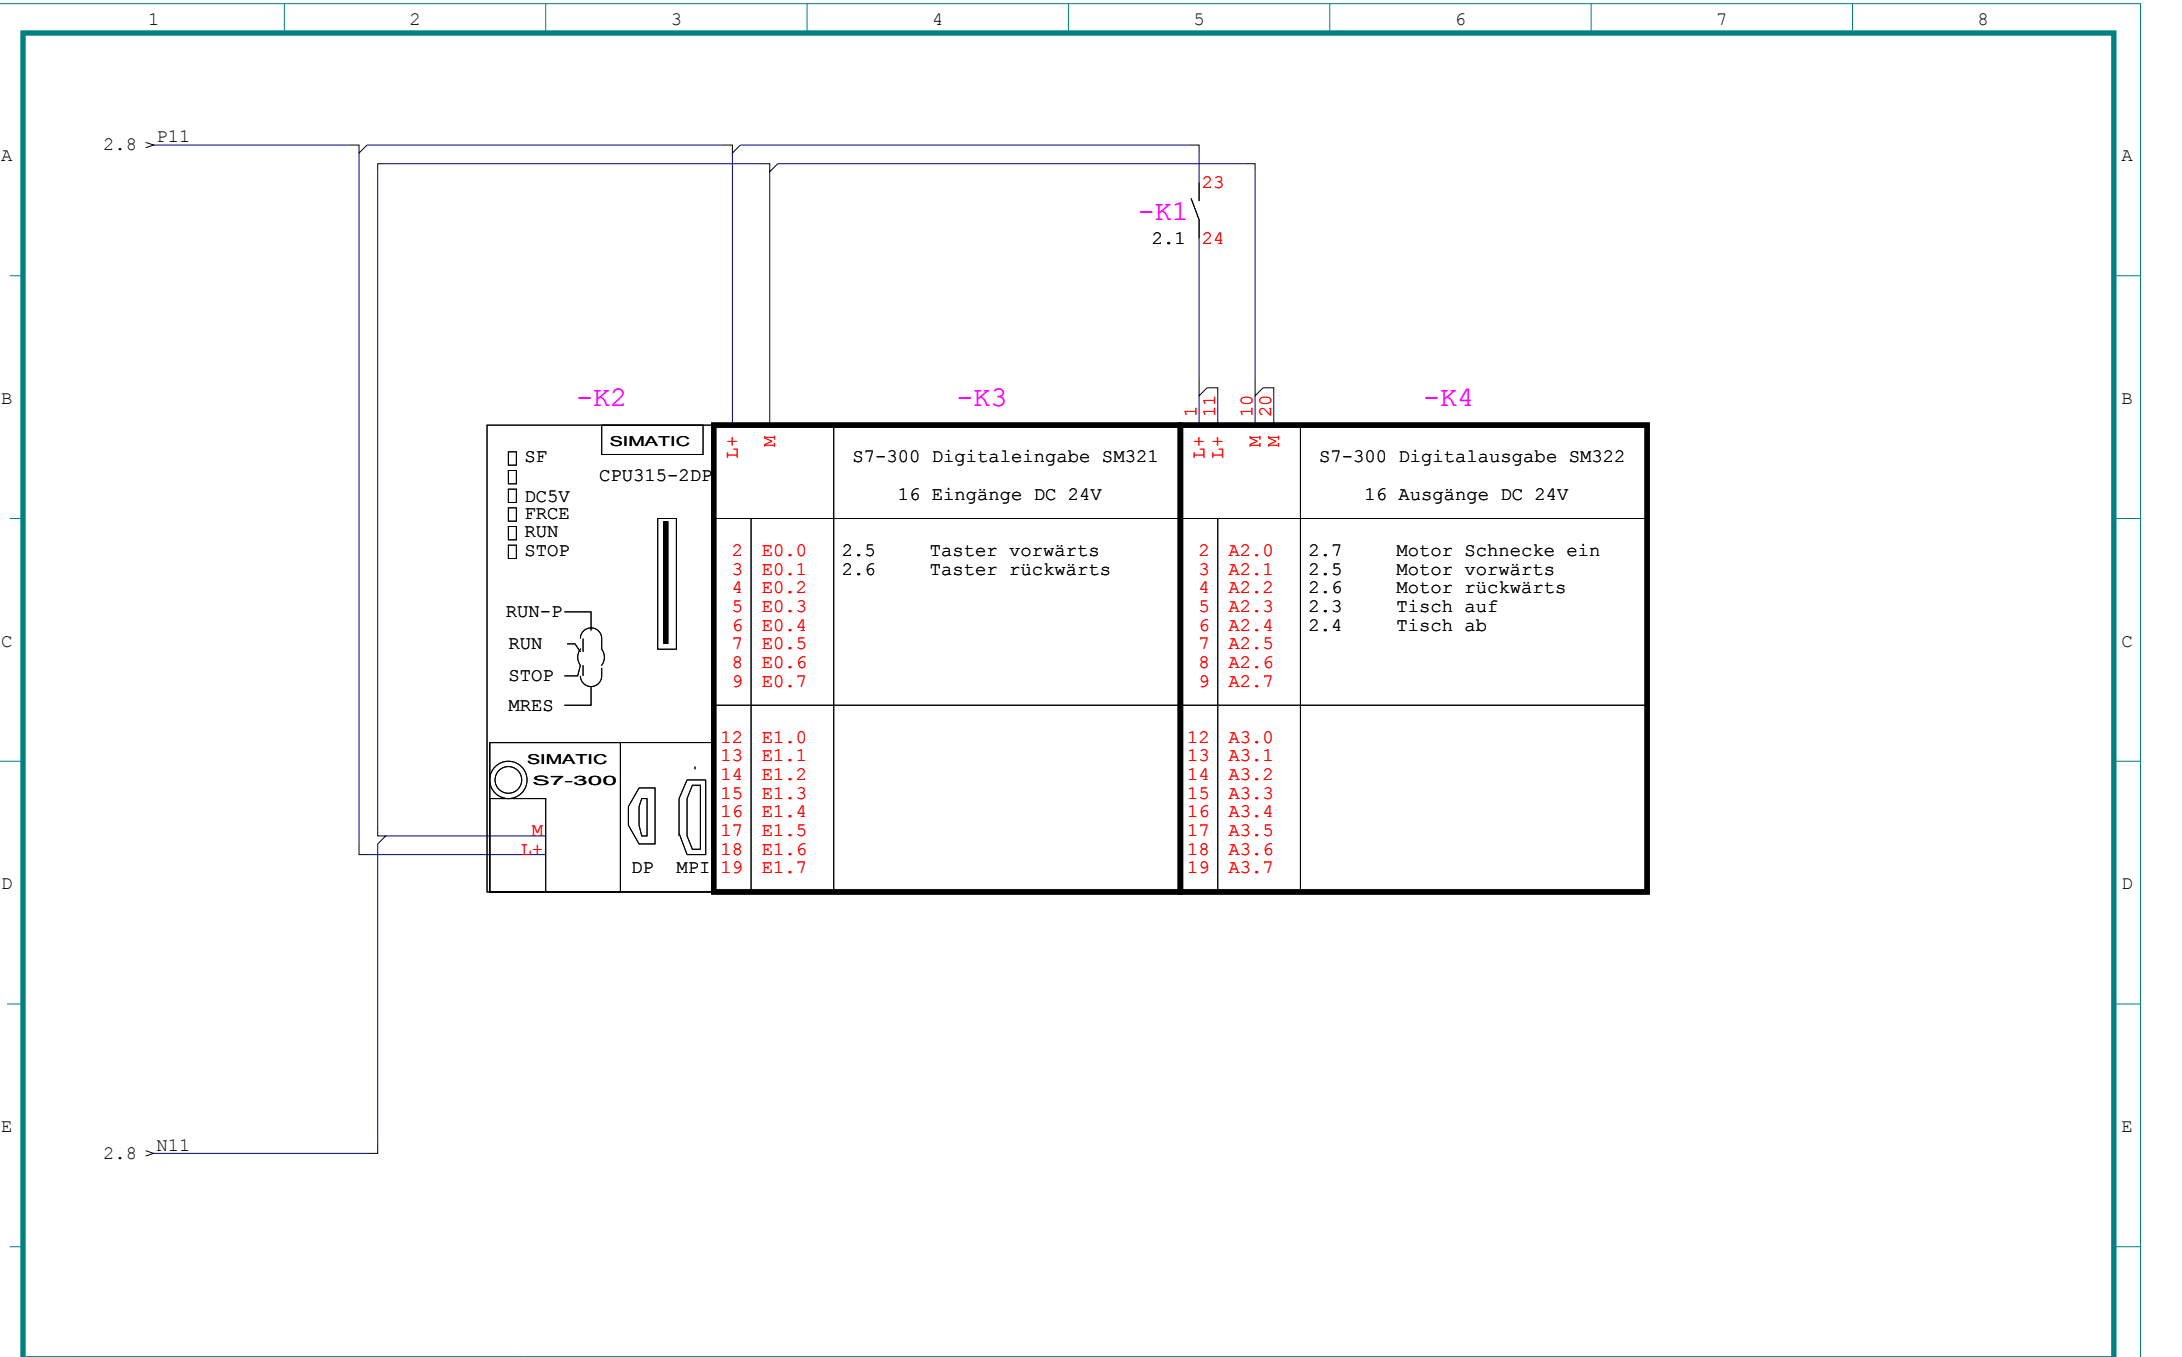 1 2 3 4 5 6 7 8
2.8 P11
A A
23
-K1
2.1 24
-K2 -K3 -K4
B B
1 11 10 20
SIMATIC
L+ M
L+ L+ M M
SF
S7-300 Digitaleingabe SM321
S7-300 Digitalausgabe SM322
CPU315-2DP
DC5V
16 Eingänge DC 24V
16 Ausgänge DC 24V
FRCE
RUN
STOP
2 E0.0 2.5 Taster vorwärts
3 E0.1 2.6 Taster rückwärts
4 E0.2
5 E0.3
6 E0.4
7 E0.5
8 E0.6
9 E0.7
2 A2.0 2.7 Motor Schnecke ein
3 A2.1 2.5 Motor vorwärts
4 A2.2 2.6 Motor rückwärts
5 A2.3 2.3 Tisch auf
6 A2.4 2.4 Tisch ab
7 A2.5
8 A2.6
9 A2.7
RUN-P
RUN
STOP
MRES
C C
12 E1.0
13 E1.1
14 E1.2
15 E1.3
16 E1.4
17 E1.5
18 E1.6
19 E1.7
12 A3.0
13 A3.1
14 A3.2
15 A3.3
16 A3.4
17 A3.5
18 A3.6
19 A3.7
SIMATIC
S7-300
M
L+
DP MPI
D D
E E
2.8 N11